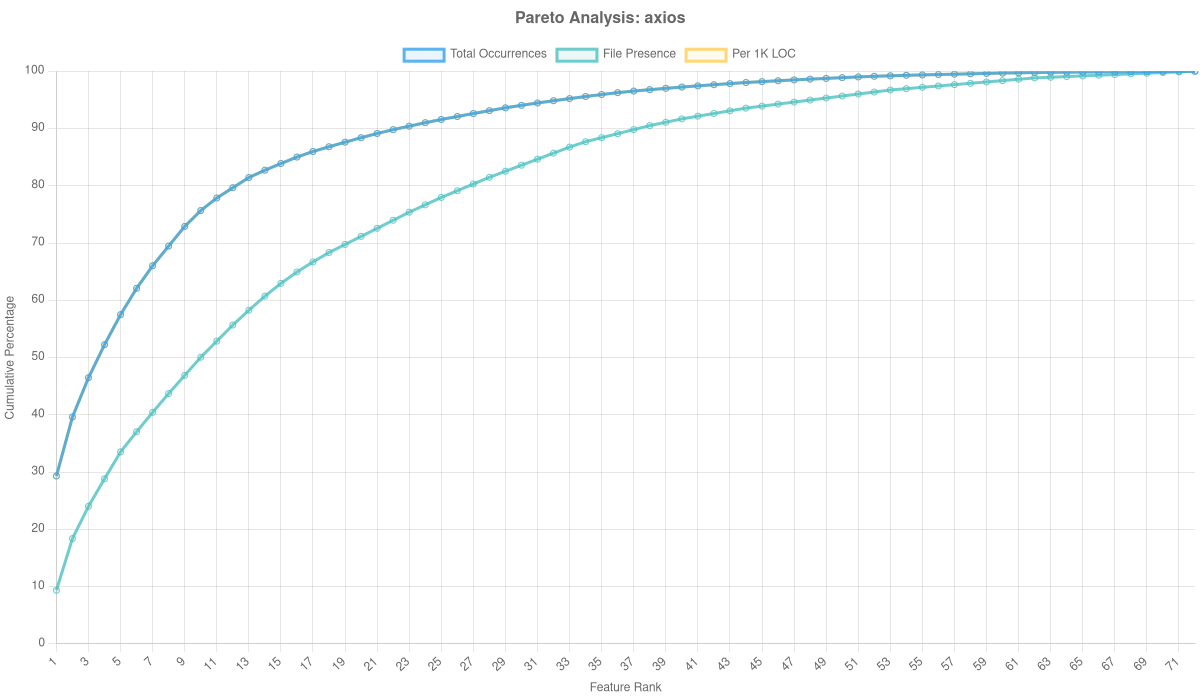 Pareto Analysis: axios
Total Occurrences File Presence Per 1K LOC
100
90
80
70
60
50
40
30
20
10
0
Cumulative Percentage
1 3 5 7 9 11 13 15 17 19 21 23 25 27 29 31 33 35 37 39 41 43 45 47 49 51 53 55 57 59 61 63 65 67 69 71
Feature Rank